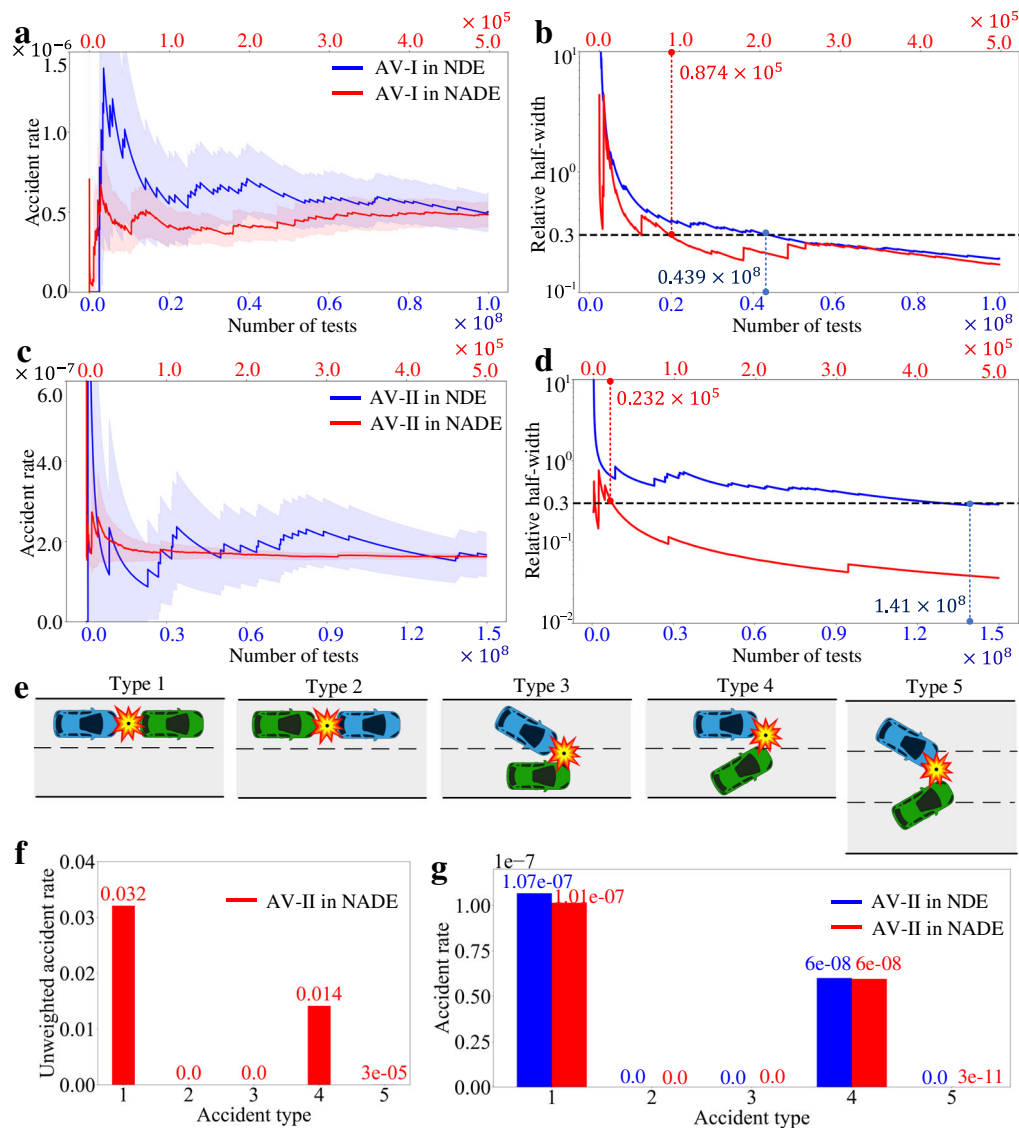 a
× 10⁵
0.0 1.0 2.0 3.0 4.0 5.0
× 10⁻⁶
1.5
1.0
0.5
0.0
Accident rate
AV-I in NDE
AV-I in NADE
0.0 0.2 0.4 0.6 0.8 1.0
Number of tests
× 10⁸
b
× 10⁵
0.0 1.0 2.0 3.0 4.0 5.0
10¹
10⁰
0.3
10⁻¹
Relative half-width
0.874 × 10⁵
0.439 × 10⁸
0.0 0.2 0.4 0.6 0.8 1.0
Number of tests
× 10⁸
c
× 10⁵
0.0 1.0 2.0 3.0 4.0 5.0
× 10⁻⁷
6.0
4.0
2.0
0.0
Accident rate
AV-II in NDE
AV-II in NADE
0.0 0.3 0.6 0.9 1.2 1.5
Number of tests
× 10⁸
d
× 10⁵
0.0 1.0 2.0 3.0 4.0 5.0
10¹
10⁰
0.3
10⁻¹
10⁻²
Relative half-width
0.232 × 10⁵
1.41 × 10⁸
0.0 0.3 0.6 0.9 1.2 1.5
Number of tests
× 10⁸
e
Type 1
Type 2
Type 3
Type 4
Type 5
f
0.04
0.03
0.02
0.01
0.00
Unweighted accident rate
AV-II in NADE
0.032
0.0
0.0
0.014
3e-05
1 2 3 4 5
Accident type
g
1e−7
1.00
0.75
0.50
0.25
0.00
Accident rate
AV-II in NDE
AV-II in NADE
1.07e-07
1.01e-07
0.0 0.0
0.0 0.0
6e-08 6e-08
0.0 3e-11
1 2 3 4 5
Accident type